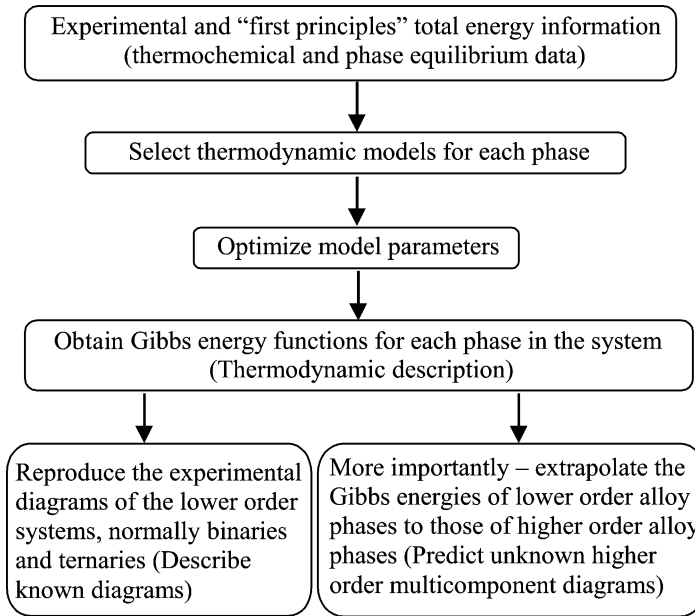 Experimental and “first principles” total energy information
(thermochemical and phase equilibrium data)
Select thermodynamic models for each phase
Optimize model parameters
Obtain Gibbs energy functions for each phase in the system
(Thermodynamic description)
Reproduce the experimental
diagrams of the lower order
systems, normally binaries
and ternaries (Describe
known diagrams)
More importantly – extrapolate the
Gibbs energies of lower order alloy
phases to those of higher order alloy
phases (Predict unknown higher
order multicomponent diagrams)